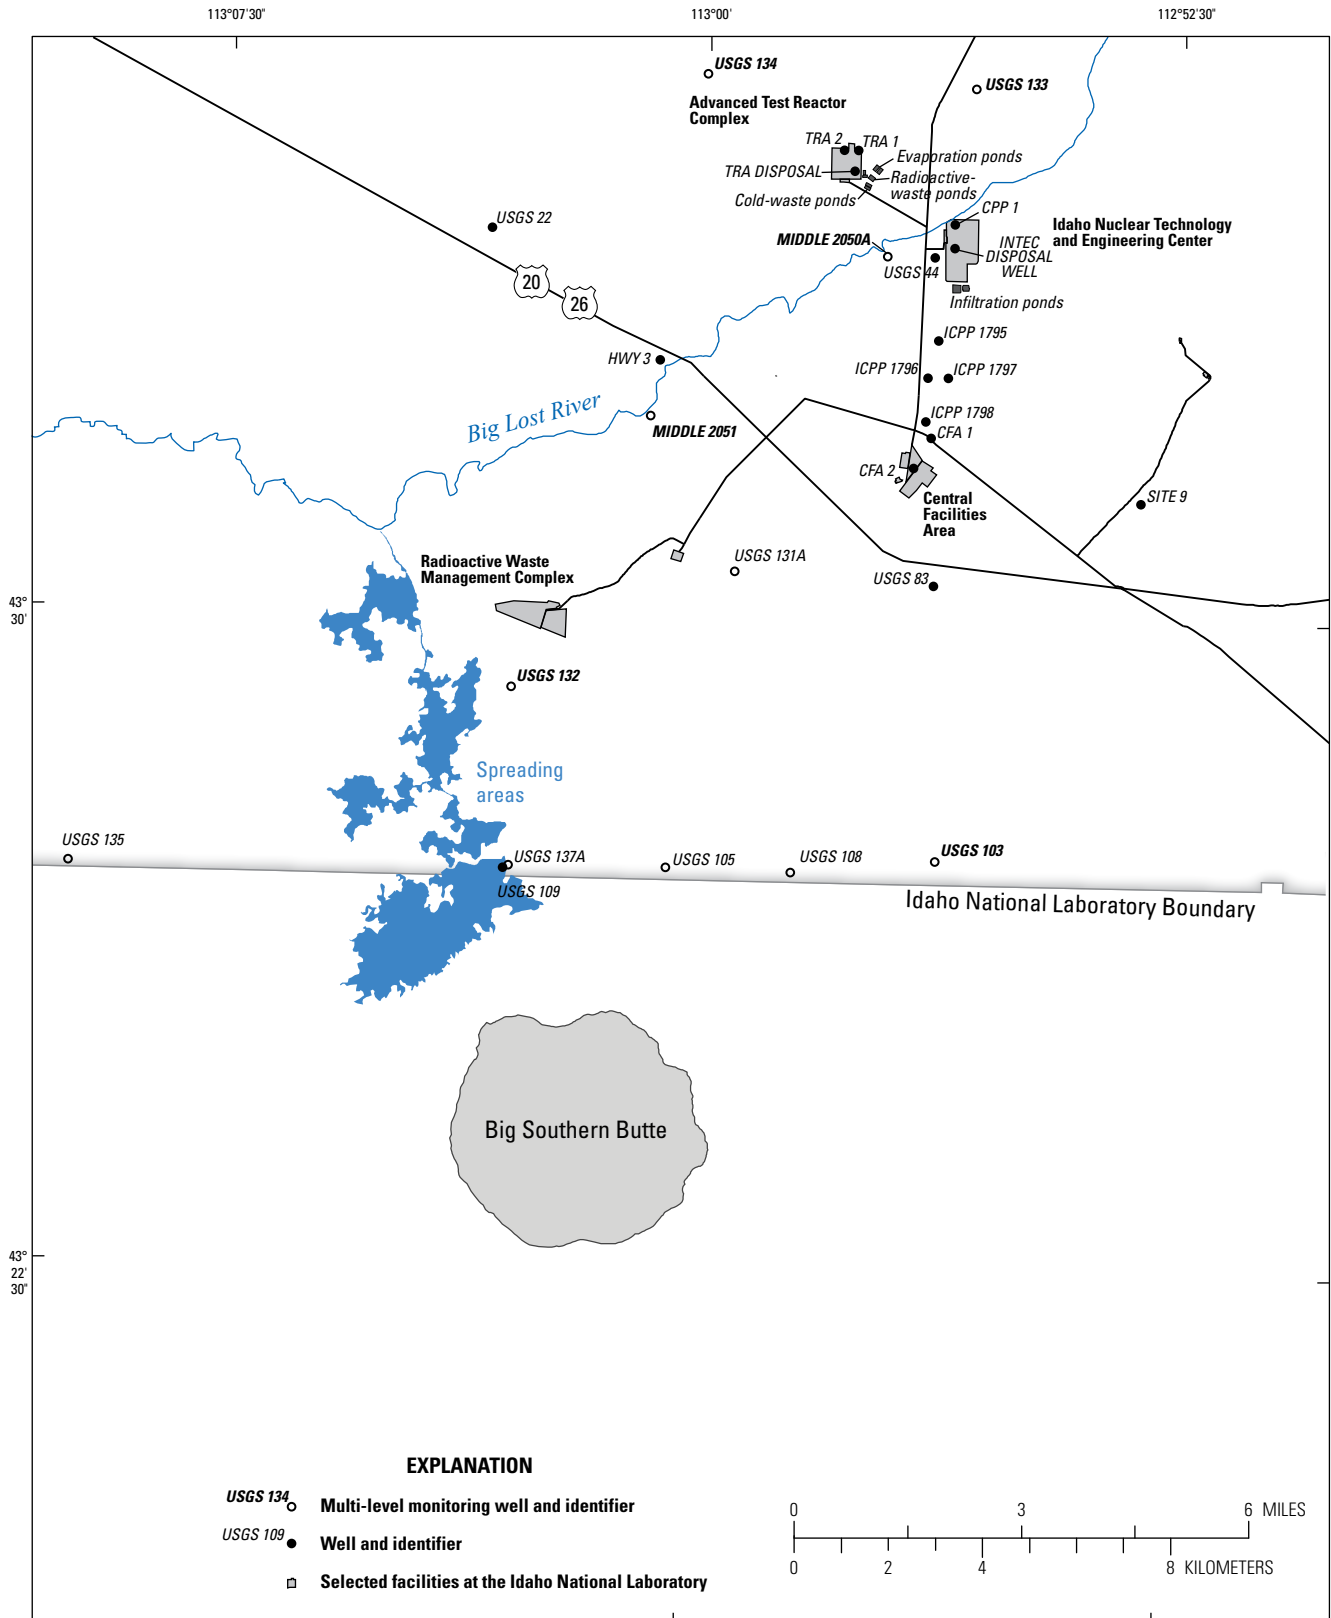 113°07'30"
113°00'
112°52'30"
USGS 134
USGS 133
Advanced Test Reactor
Complex
TRA 2
TRA 1
Evaporation ponds
TRA DISPOSAL
Radioactive-
waste ponds
Cold-waste ponds
CPP 1
USGS 22
Idaho Nuclear Technology
and Engineering Center
MIDDLE 2050A
INTEC
DISPOSAL
WELL
USGS 44
20
26
Infiltration ponds
ICPP 1795
HWY 3
ICPP 1796
ICPP 1797
Big Lost River
ICPP 1798
MIDDLE 2051
CFA 1
CFA 2
Central
Facilities
Area
SITE 9
USGS 131A
Radioactive Waste
Management Complex
USGS 83
43°
30'
USGS 132
Spreading
areas
USGS 135
USGS 137A
USGS 105
USGS 108
USGS 103
USGS 109
Idaho National Laboratory Boundary
Big Southern Butte
43°
22'
30"
EXPLANATION
USGS 134
Multi-level monitoring well and identifier
USGS 109
Well and identifier
Selected facilities at the Idaho National Laboratory
0 3 6 MILES
0 2 4 8 KILOMETERS